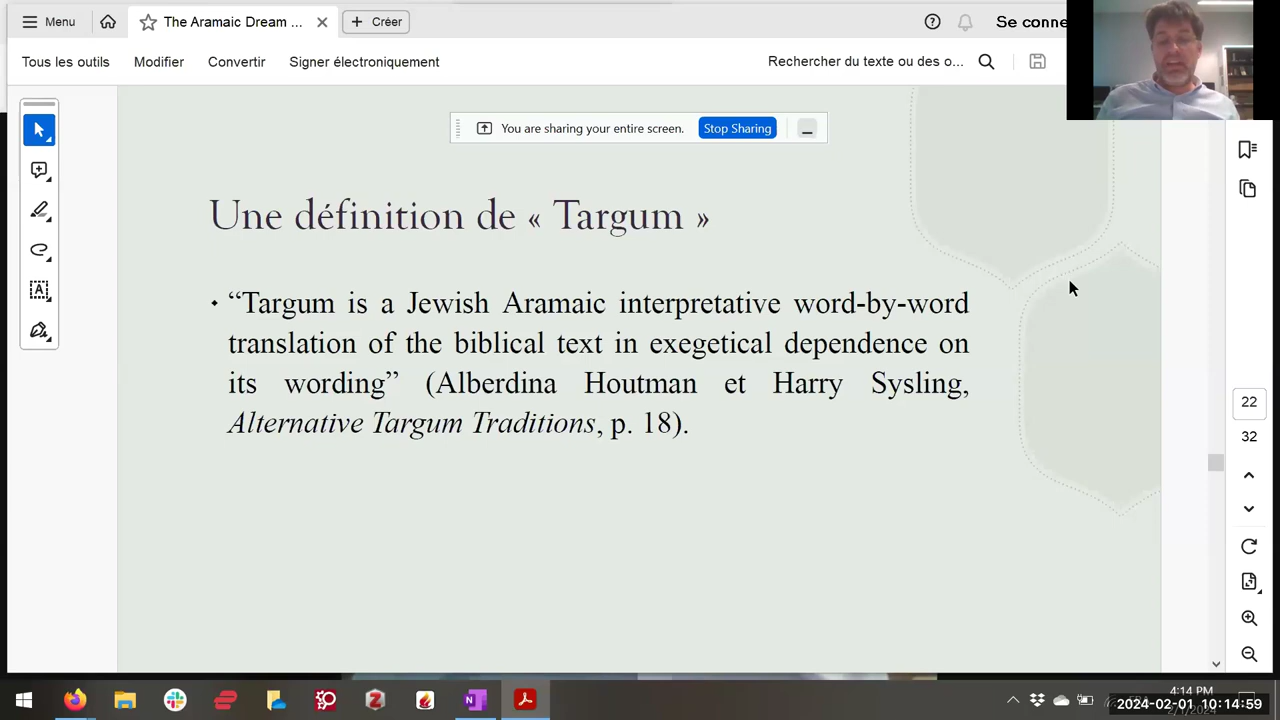 Menu
The Aramaic Dream ...
Créer
Se conne
Tous les outils
Modifier
Convertir
Signer électroniquement
Rechercher du texte ou des o...
You are sharing your entire screen.
Stop Sharing
Une définition de « Targum »
“Targum is a Jewish Aramaic interpretative word-by-word
translation of the biblical text in exegetical dependence on
its wording” (Alberdina Houtman et Harry Sysling,
Alternative Targum Traditions, p. 18).
22
32
4:14 PM
2024-02-01 10:14:59